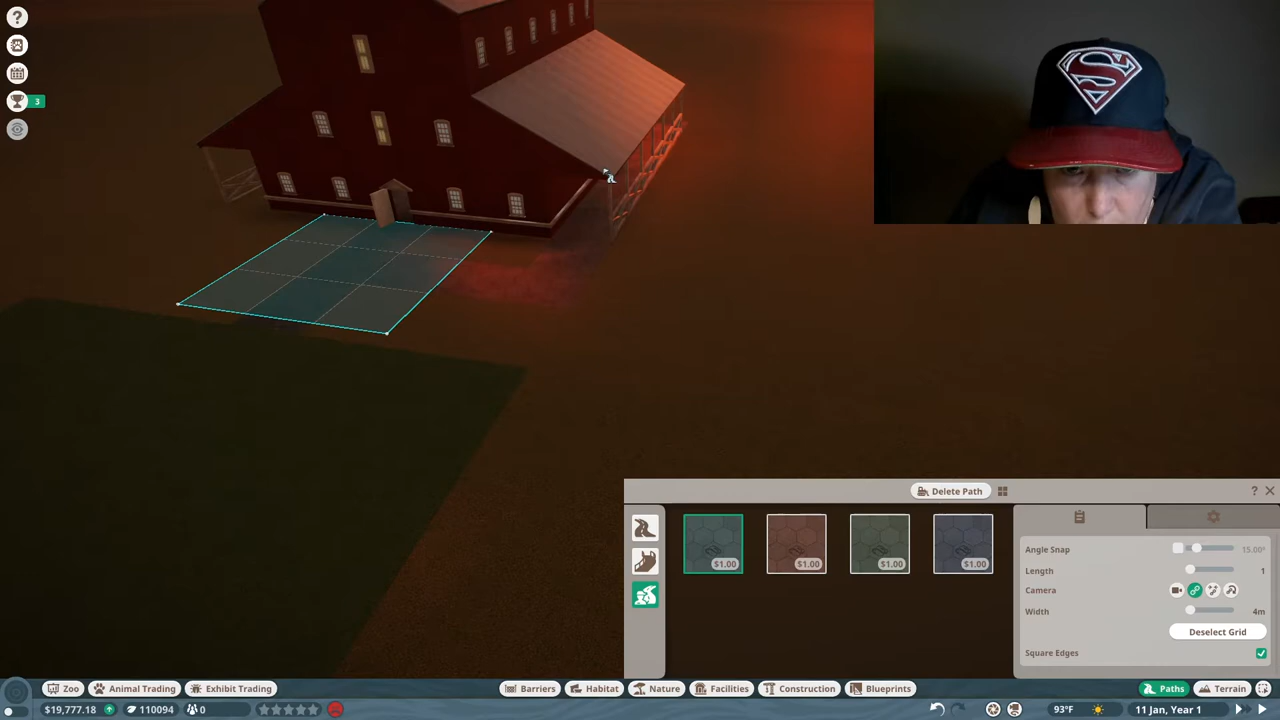 ?
3
Delete Path
?
$1.00
$1.00
$1.00
$1.00
Angle Snap
15.00°
Length
1
Camera
Width
4m
Deselect Grid
Square Edges
Zoo
Animal Trading
Exhibit Trading
Barriers
Habitat
Nature
Facilities
Construction
Blueprints
Paths
Terrain
$19,777.18
110094
0
93°F
11 Jan, Year 1